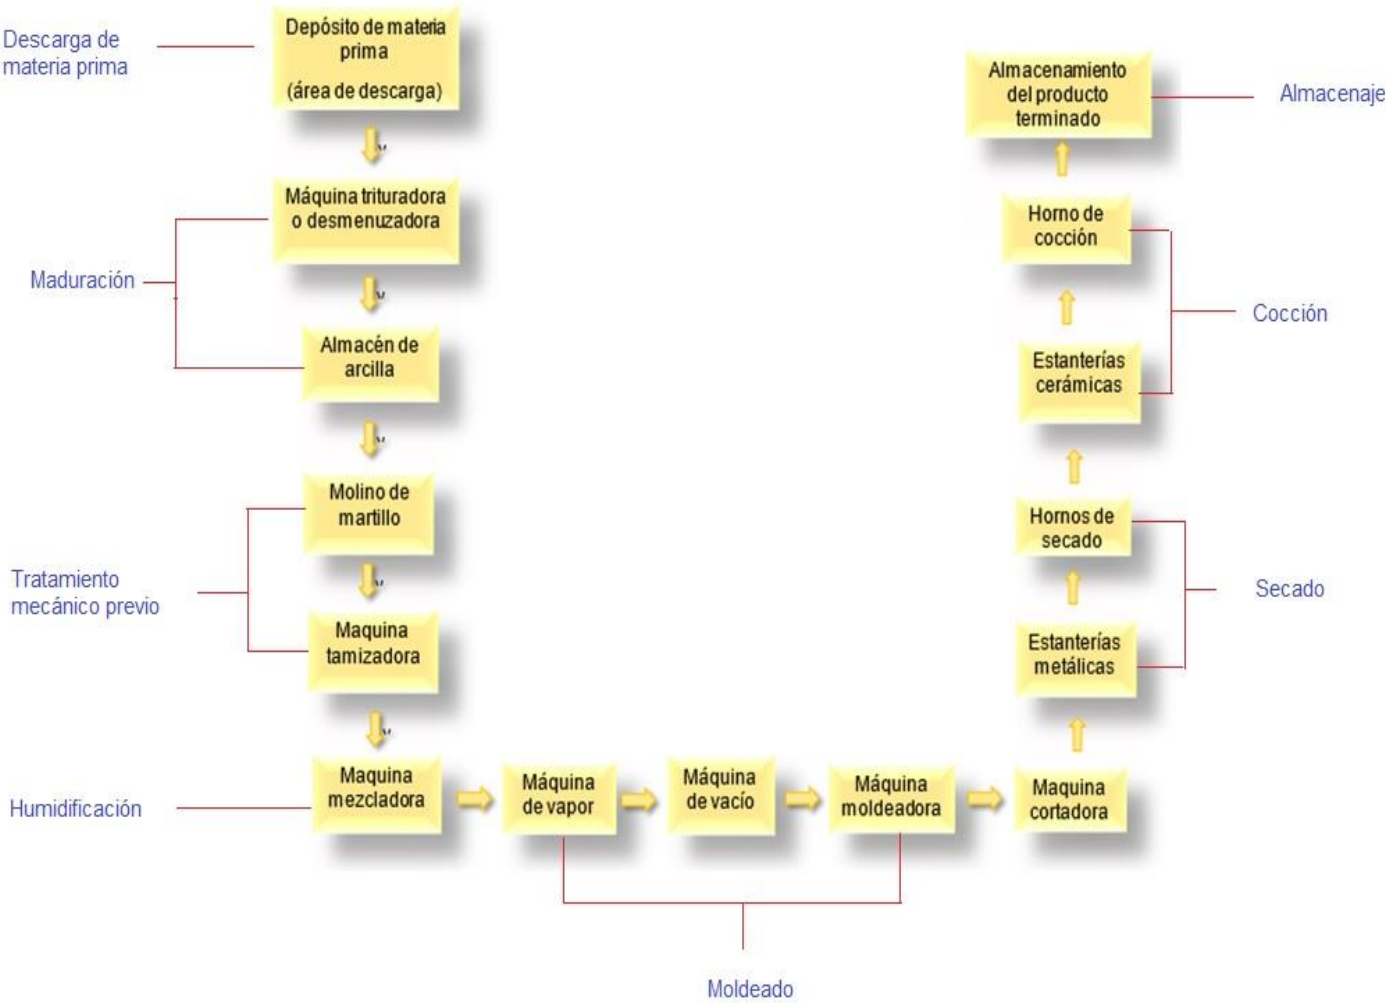 Descarga de
materia prima
Depósito de materia
prima
(área de descarga)
Máquina trituradora
o desmenuzadora
Maduración
Almacén de
arcilla
Molino de
martillo
Tratamiento
mecánico previo
Maquina
tamizadora
Humidificación
Maquina
mezcladora
Máquina
de vapor
Máquina
de vacío
Máquina
moldeadora
Maquina
cortadora
Moldeado
Estanterías
metálicas
Hornos de
secado
Secado
Estanterías
cerámicas
Horno de
cocción
Cocción
Almacenamiento
del producto
terminado
Almacenaje